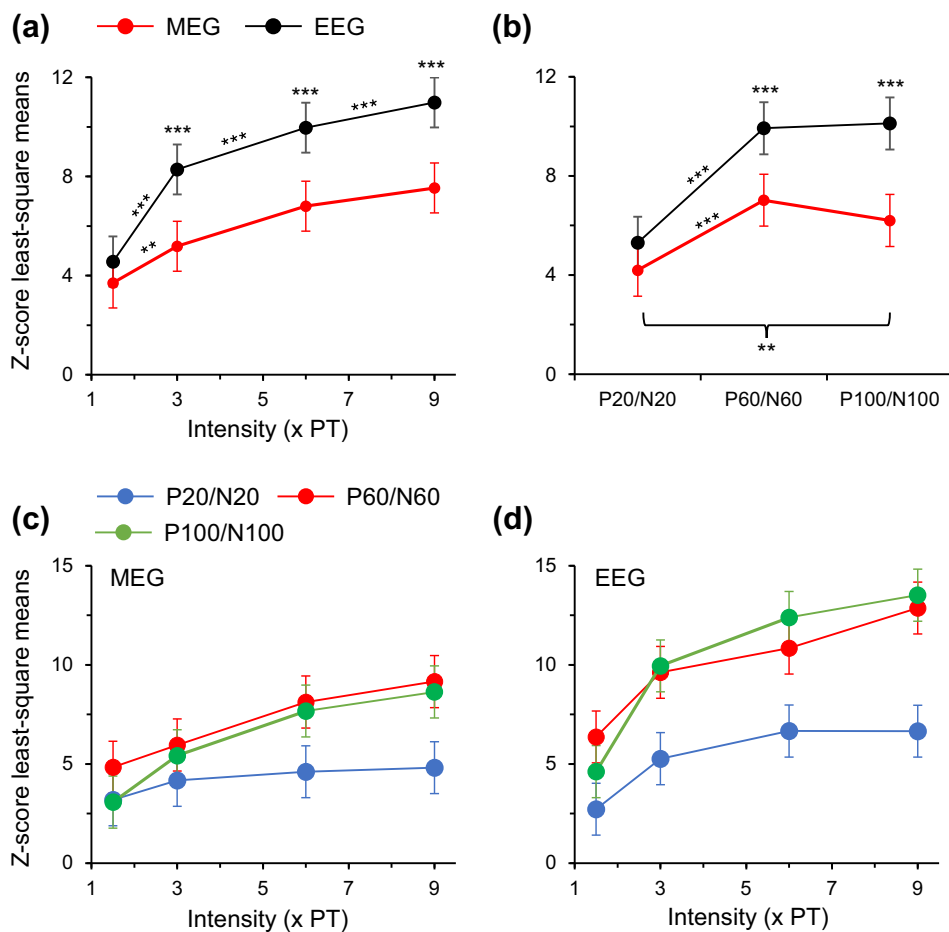 (a) MEG EEG
Z-score least-square means
12
8
4
0
*** *** ***
*** *** ***
**
1 3 5 7 9
Intensity (x PT)
(b)
12
8
4
0
*** ***
***
***
**
P20/N20 P60/N60 P100/N100
P20/N20 P60/N60
(c) P100/N100
Z-score least-square means
15
10
5
0
MEG
1 3 5 7 9
Intensity (x PT)
(d)
15
10
5
0
EEG
1 3 5 7 9
Intensity (x PT)